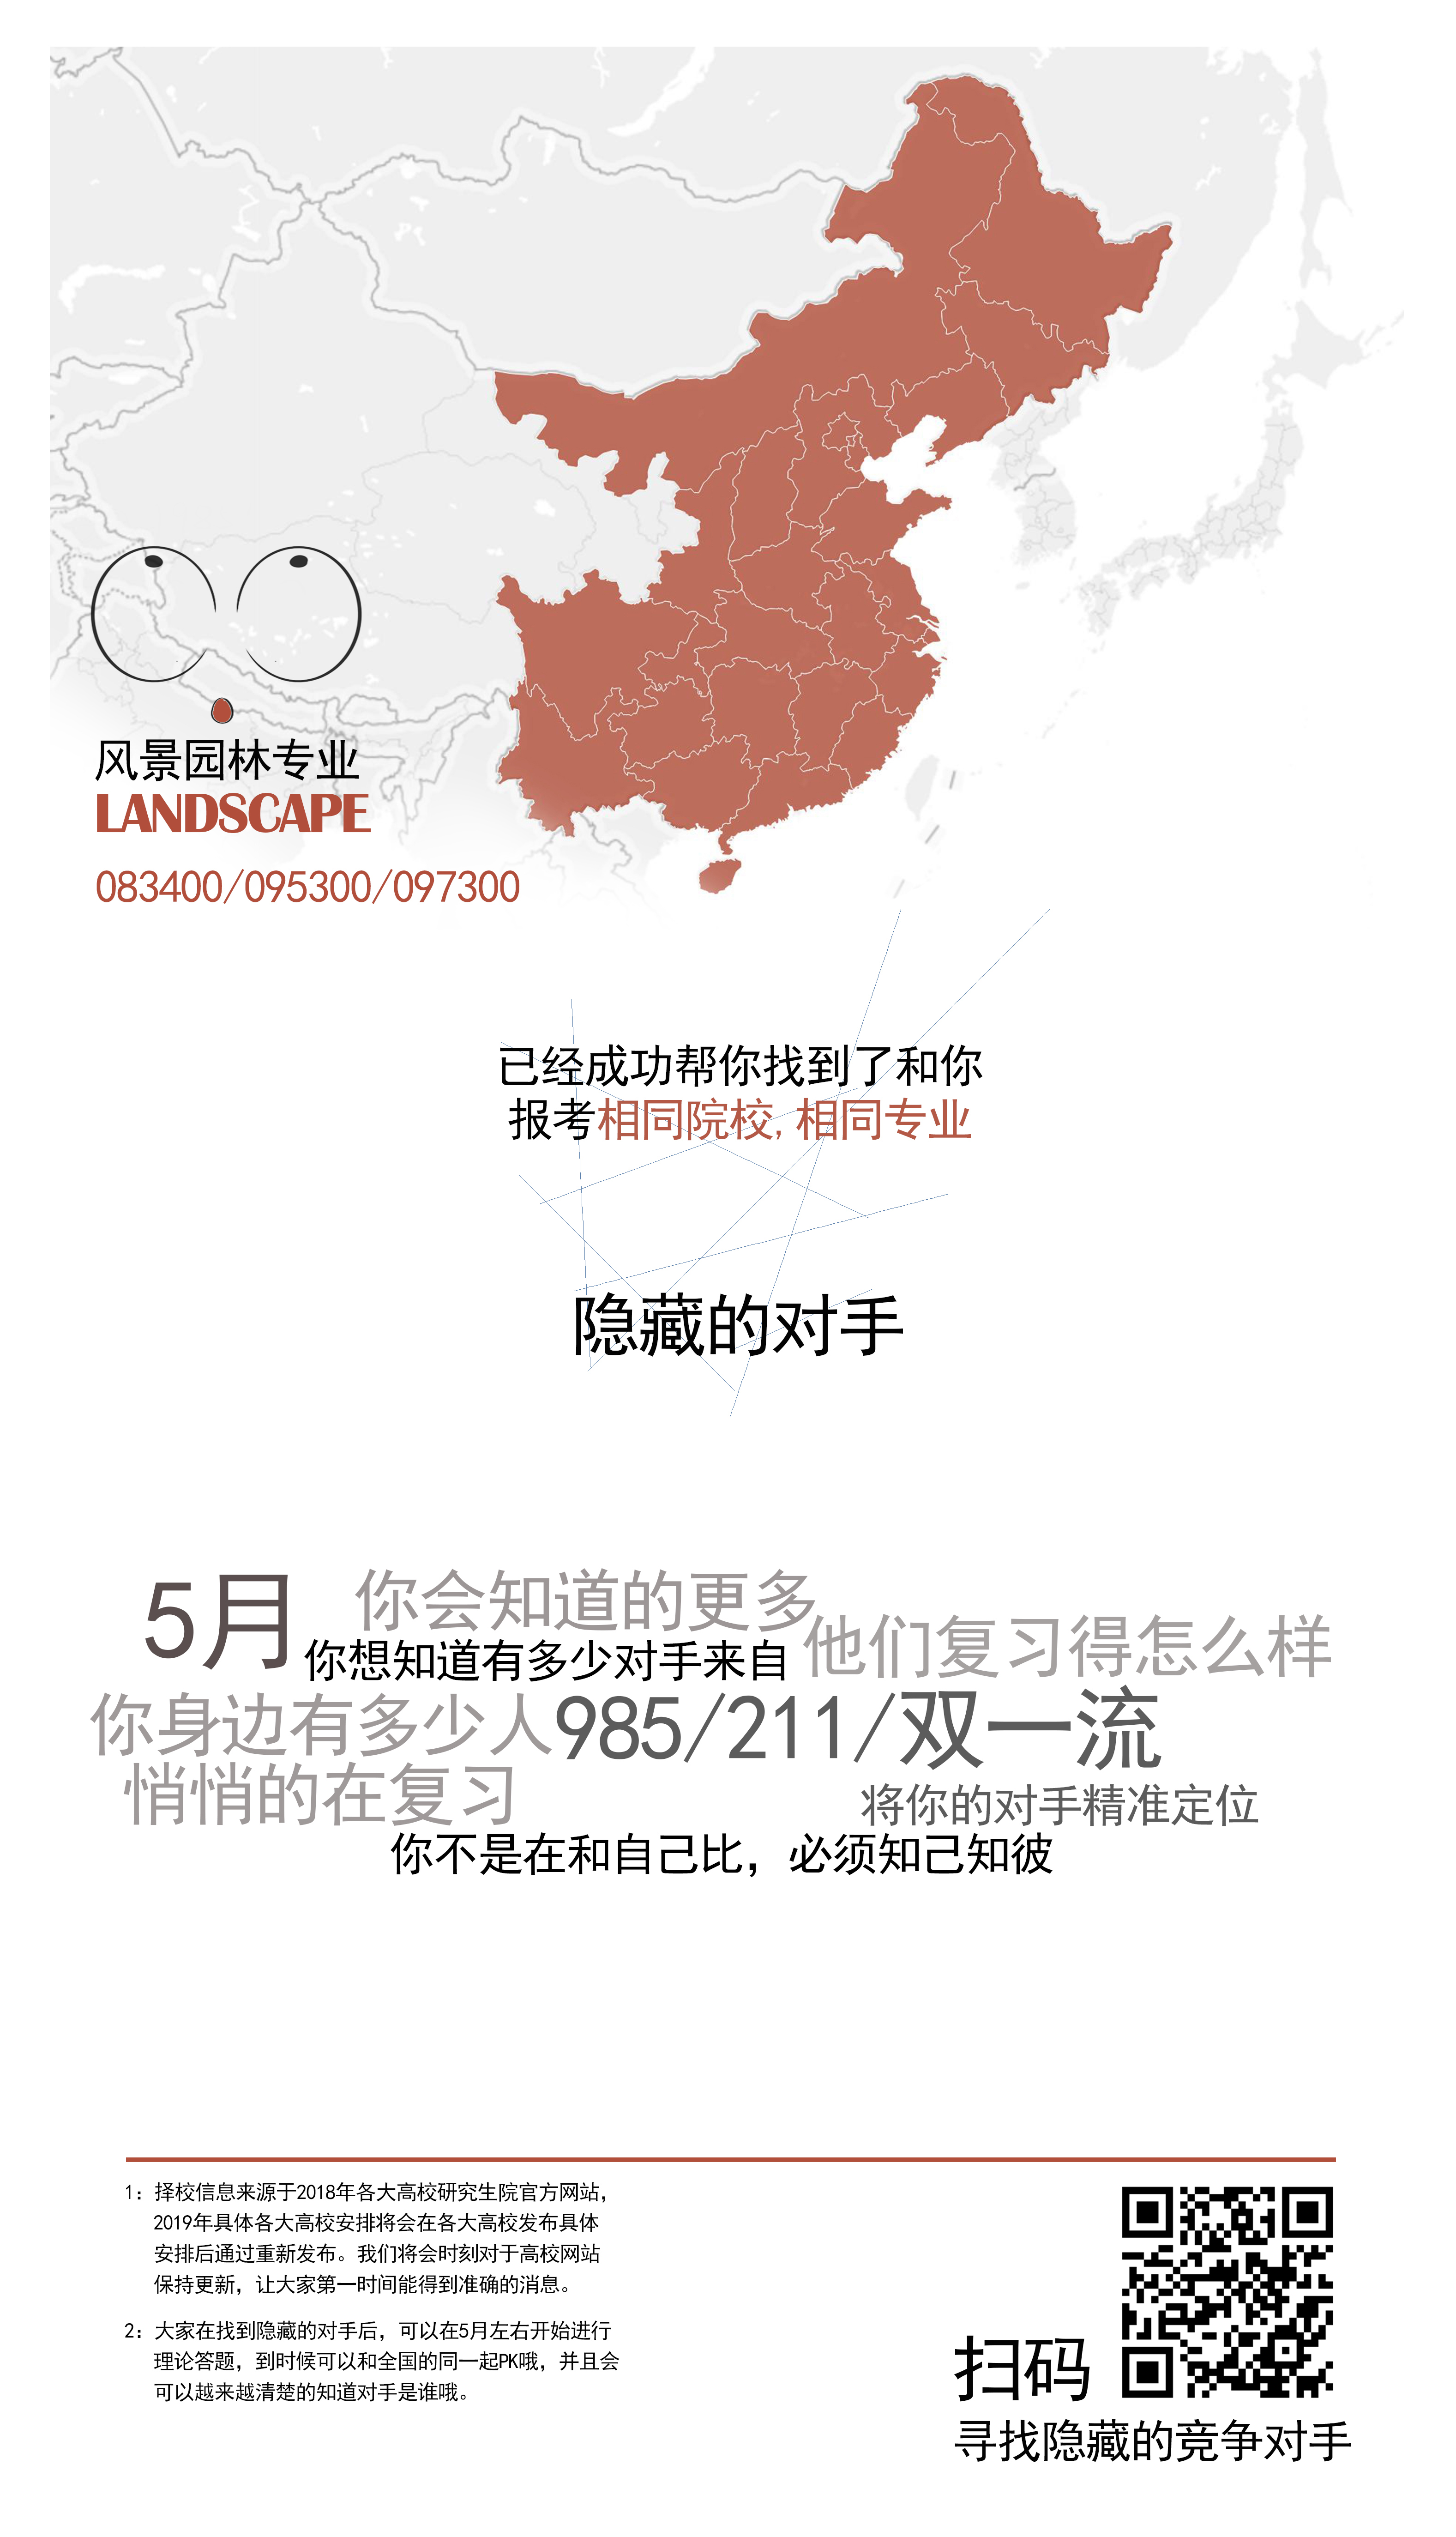 风景园林专业
LANDSCAPE
083400/095300/097300
已经成功帮你找到了和你
报考相同院校,相同专业
隐藏的对手
5月
你会知道的更多
你想知道有多少对手来自
他们复习得怎么样
你身边有多少人
悄悄的在复习
985/211/双一流
将你的对手精准定位
你不是在和自己比，必须知己知彼
1：择校信息来源于2018年各大高校研究生院官方网站，
2019年具体各大高校安排将会在各大高校发布具体
安排后通过重新发布。我们将会时刻对于高校网站
保持更新，让大家第一时间能得到准确的消息。
2：大家在找到隐藏的对手后，可以在5月左右开始进行
理论答题，到时候可以和全国的同一起PK哦，并且会
可以越来越清楚的知道对手是谁哦。
扫码
寻找隐藏的竞争对手